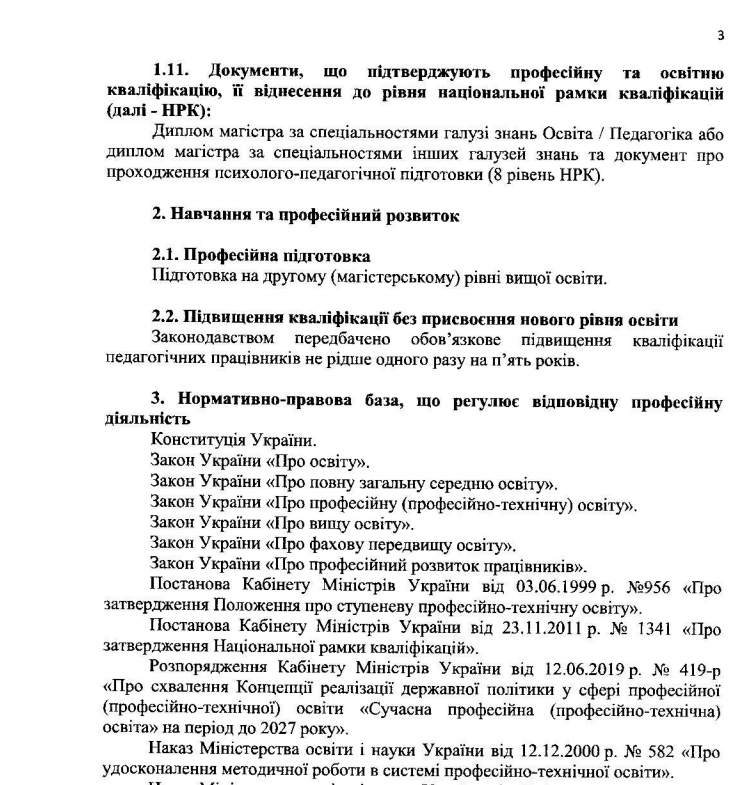 3
1.11. Документи, що підтверджують професійну та освітню
кваліфікацію, її віднесення до рівня національної рамки кваліфікацій
(далі - НРК):
Диплом магістра за спеціальностями галузі знань Освіта / Педагогіка або
диплом магістра за спеціальностями інших галузей знань та документ про
проходження психолого-педагогічної підготовки (8 рівень НРК).
2. Навчання та професійний розвиток
2.1. Професійна підготовка
Підготовка на другому (магістерському) рівні вищої освіти.
2.2. Підвищення кваліфікації без присвоєння нового рівня освіти
Законодавством передбачено обов’язкове підвищення кваліфікації
педагогічних працівників не рідше одного разу на п’ять років.
3. Нормативно-правова база, що регулює відповідну професійну
діяльність
Конституція України.
Закон України «Про освіту».
Закон України «Про повну загальну середню освіту».
Закон України «Про професійну (професійно-технічну) освіту».
Закон України «Про вищу освіту».
Закон України «Про фахову передвищу освіту».
Закон України «Про професійний розвиток працівників».
Постанова Кабінету Міністрів України від 03.06.1999 р. №956 «Про
затвердження Положення про ступеневу професійно-технічну освіту».
Постанова Кабінету Міністрів України від 23.11.2011 р. № 1341 «Про
затвердження Національної рамки кваліфікацій».
Розпорядження Кабінету Міністрів України від 12.06.2019 р. № 419-р
«Про схвалення Концепції реалізації державної політики у сфері професійної
(професійно-технічної) освіти «Сучасна професійна (професійно-технічна)
освіта» на період до 2027 року».
Наказ Міністерства освіти і науки України від 12.12.2000 р. № 582 «Про
удосконалення методичної роботи в системі професійно-технічної освіти».